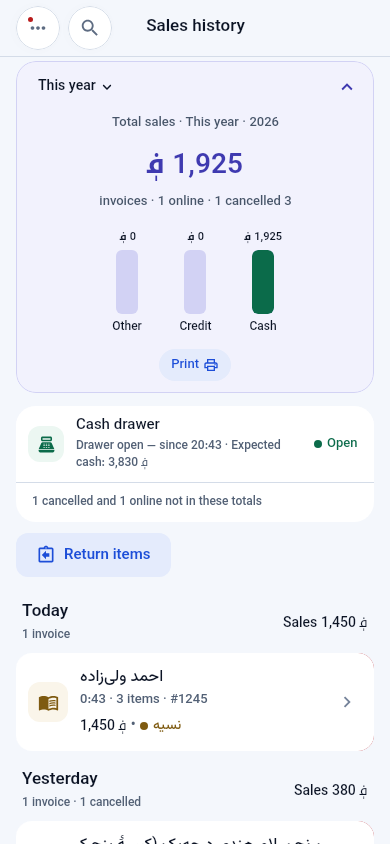 Sales history
This year
Total sales · This year · 2026
؋ 1,925
invoices · 1 online · 1 cancelled 3
؋ 0
؋ 0
؋ 1,925
Other
Credit
Cash
Print
Cash drawer
Drawer open — since 20:43 · Expected
cash: 3,830 ؋
Open
1 cancelled and 1 online not in these totals
Return items
Today
Sales 1,450 ؋
1 invoice
احمد ولی‌زاده
0:43 · 3 items · #1245
1,450 ؋ • نسیه
Yesterday
Sales 380 ؋
1 invoice · 1 cancelled